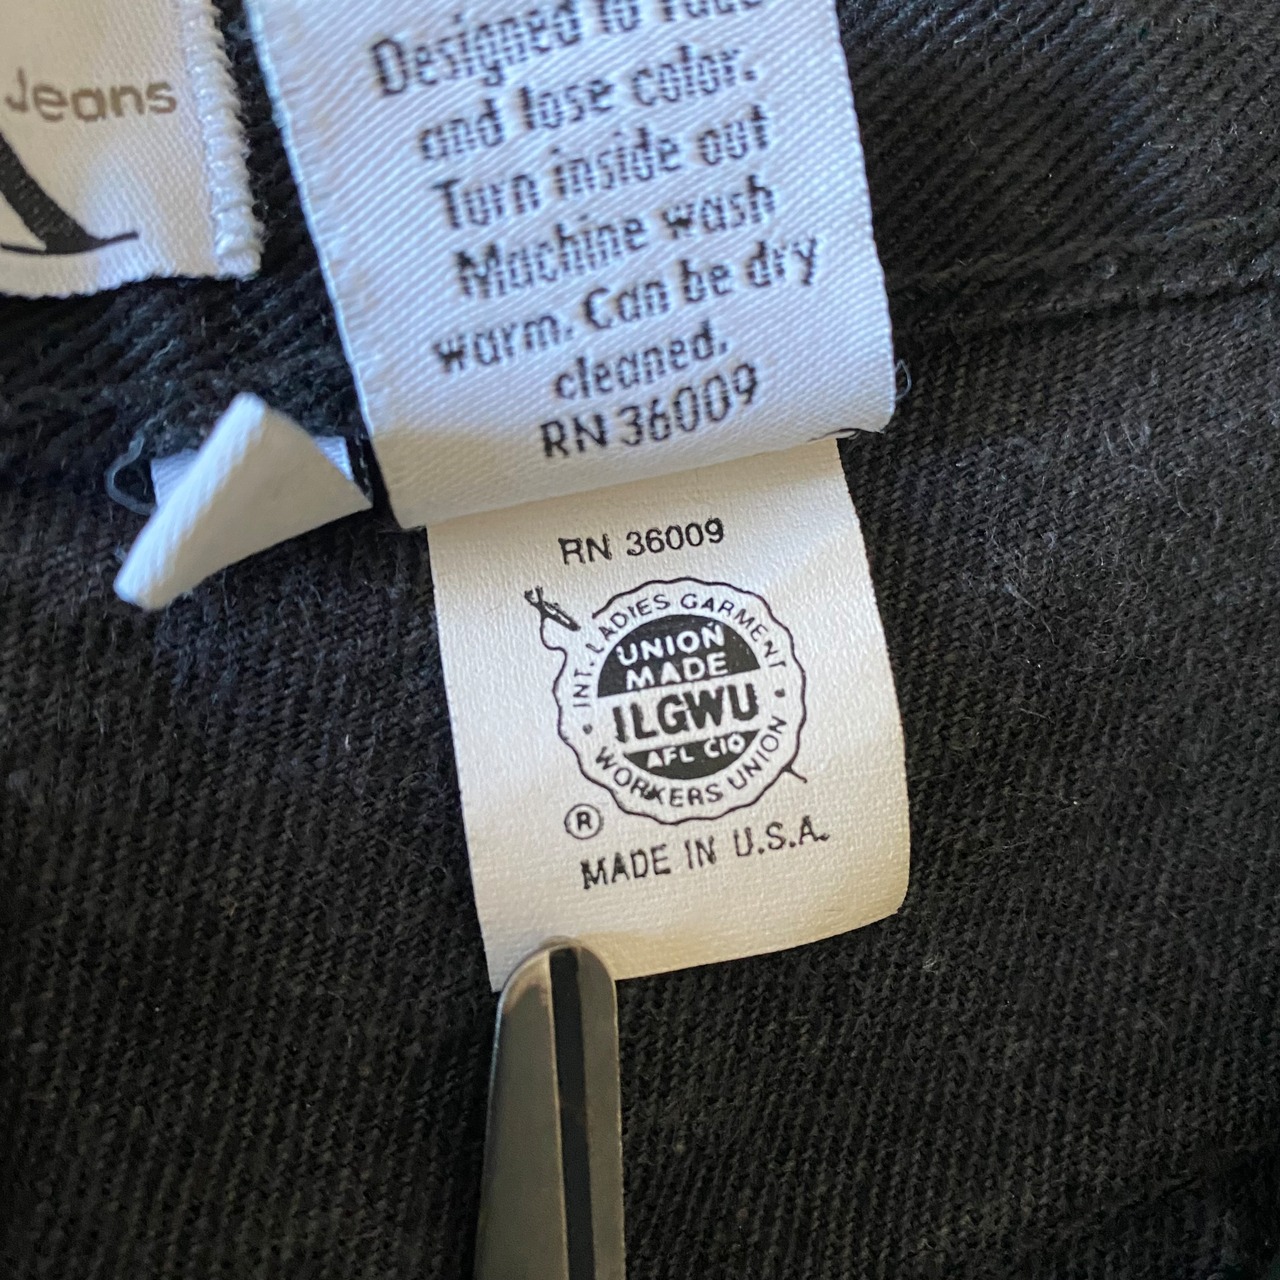 Jeans
Designed to Fade
and lose color.
Turn inside out
Machine wash
warm. Can be dry
cleaned.
RN 36009
RN 36009
INT. LADIES GARMENT
UNION
MADE
ILGWU
AFL CIO
WORKERS UNION
®
MADE IN U.S.A.